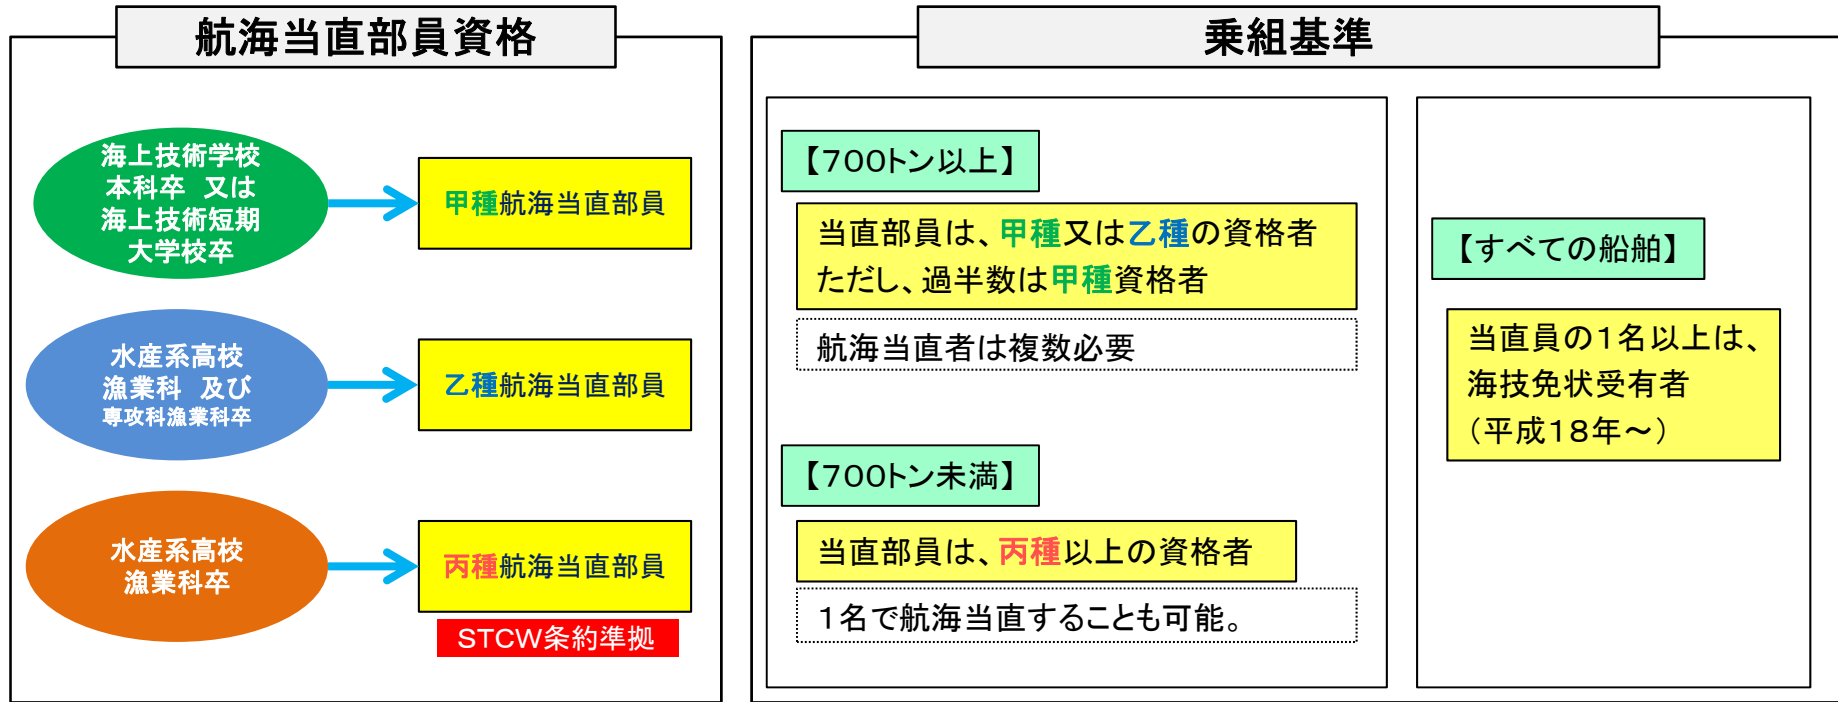 航海当直部員資格
海上技術学校
本科卒 又は
海上技術短期
大学校卒
甲種航海当直部員
水産系高校
漁業科 及び
専攻科漁業科卒
乙種航海当直部員
水産系高校
漁業科卒
丙種航海当直部員
STCW条約準拠
乗組基準
【700トン以上】
当直部員は、甲種又は乙種の資格者
ただし、過半数は甲種資格者
航海当直者は複数必要
【700トン未満】
当直部員は、丙種以上の資格者
1名で航海当直することも可能。
【すべての船舶】
当直員の1名以上は、
海技免状受有者
(平成18年~)